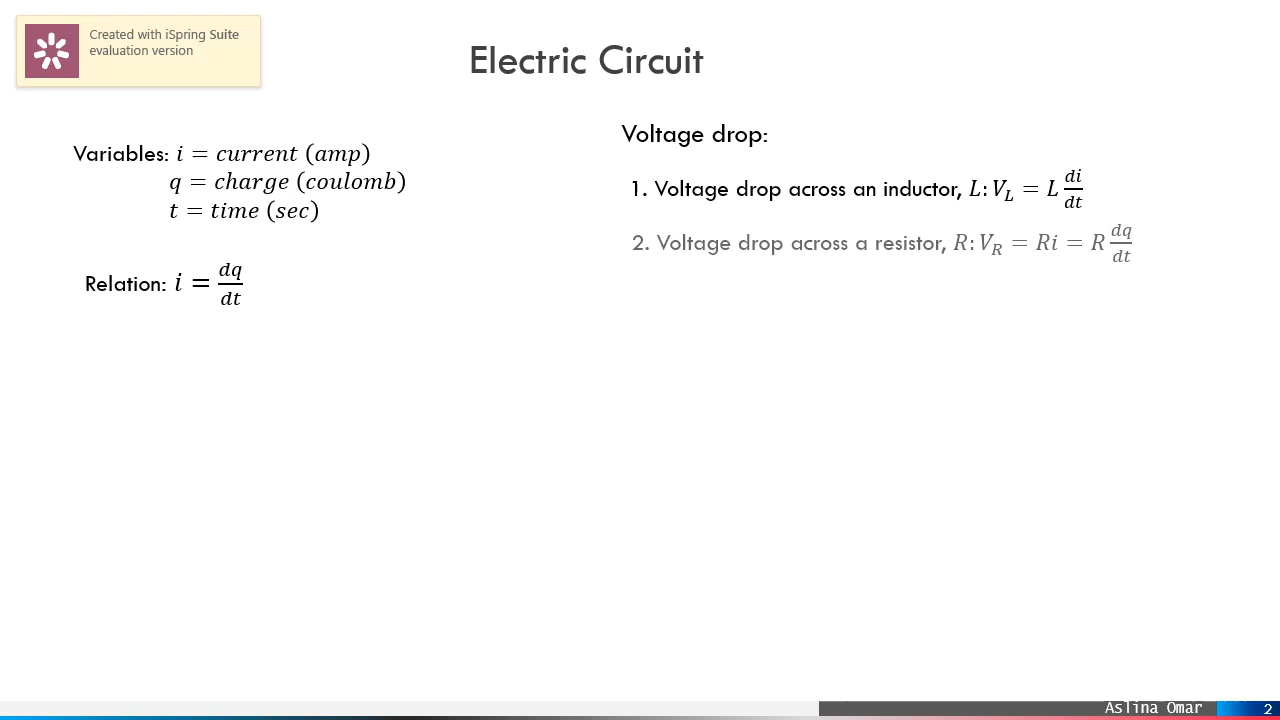 Created with iSpring Suite
evaluation version
Electric Circuit
Variables: i = current (amp)
q = charge (coulomb)
t = time (sec)
Relation: i = dq/dt
Voltage drop:
1. Voltage drop across an inductor, L: V_L = L di/dt
2. Voltage drop across a resistor, R: V_R = Ri = R dq/dt
Aslina Omar
2